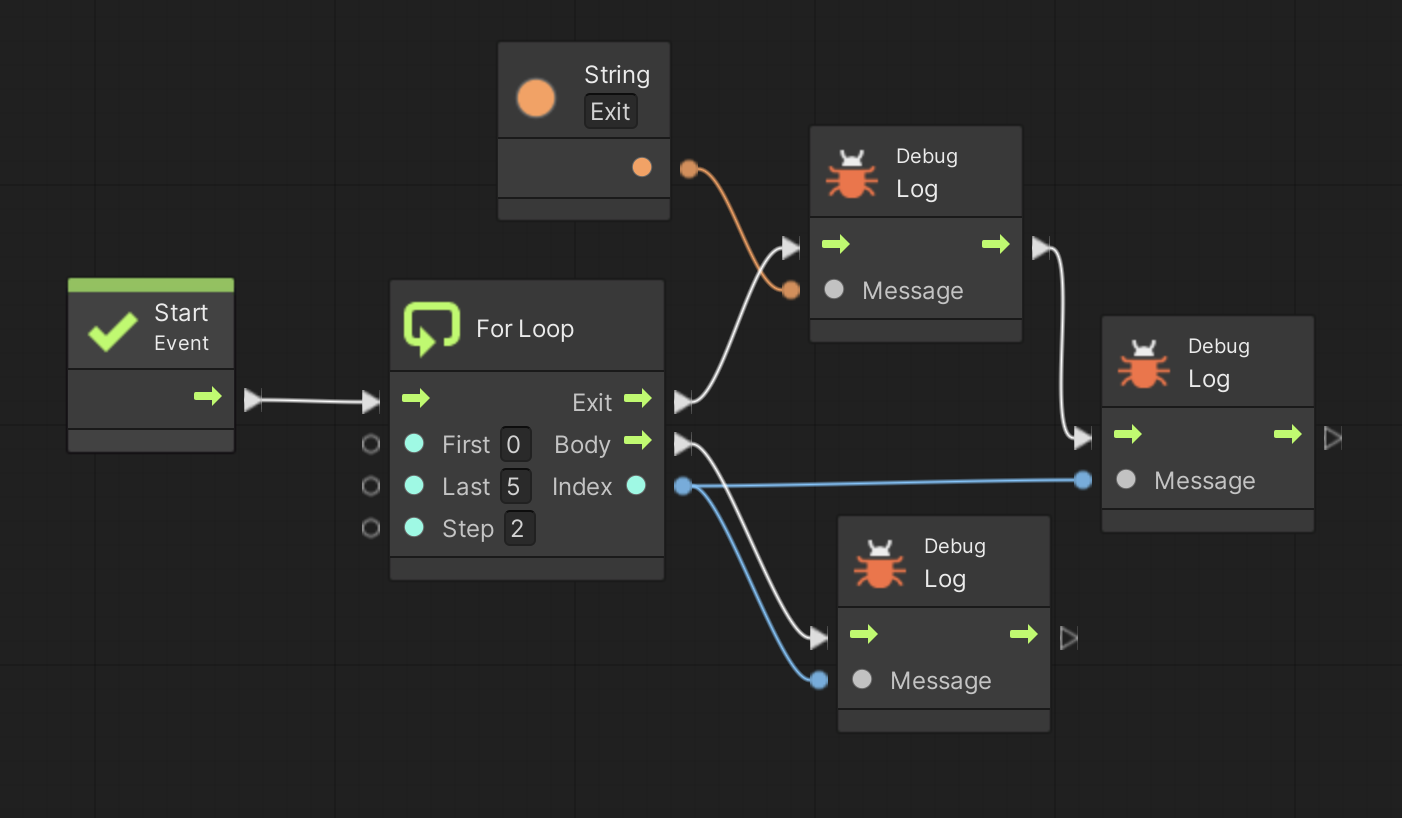 String
Exit
Debug
Log
Message
Start
Event
For Loop
Exit
First 0 Body
Last 5 Index
Step 2
Debug
Log
Message
Debug
Log
Message